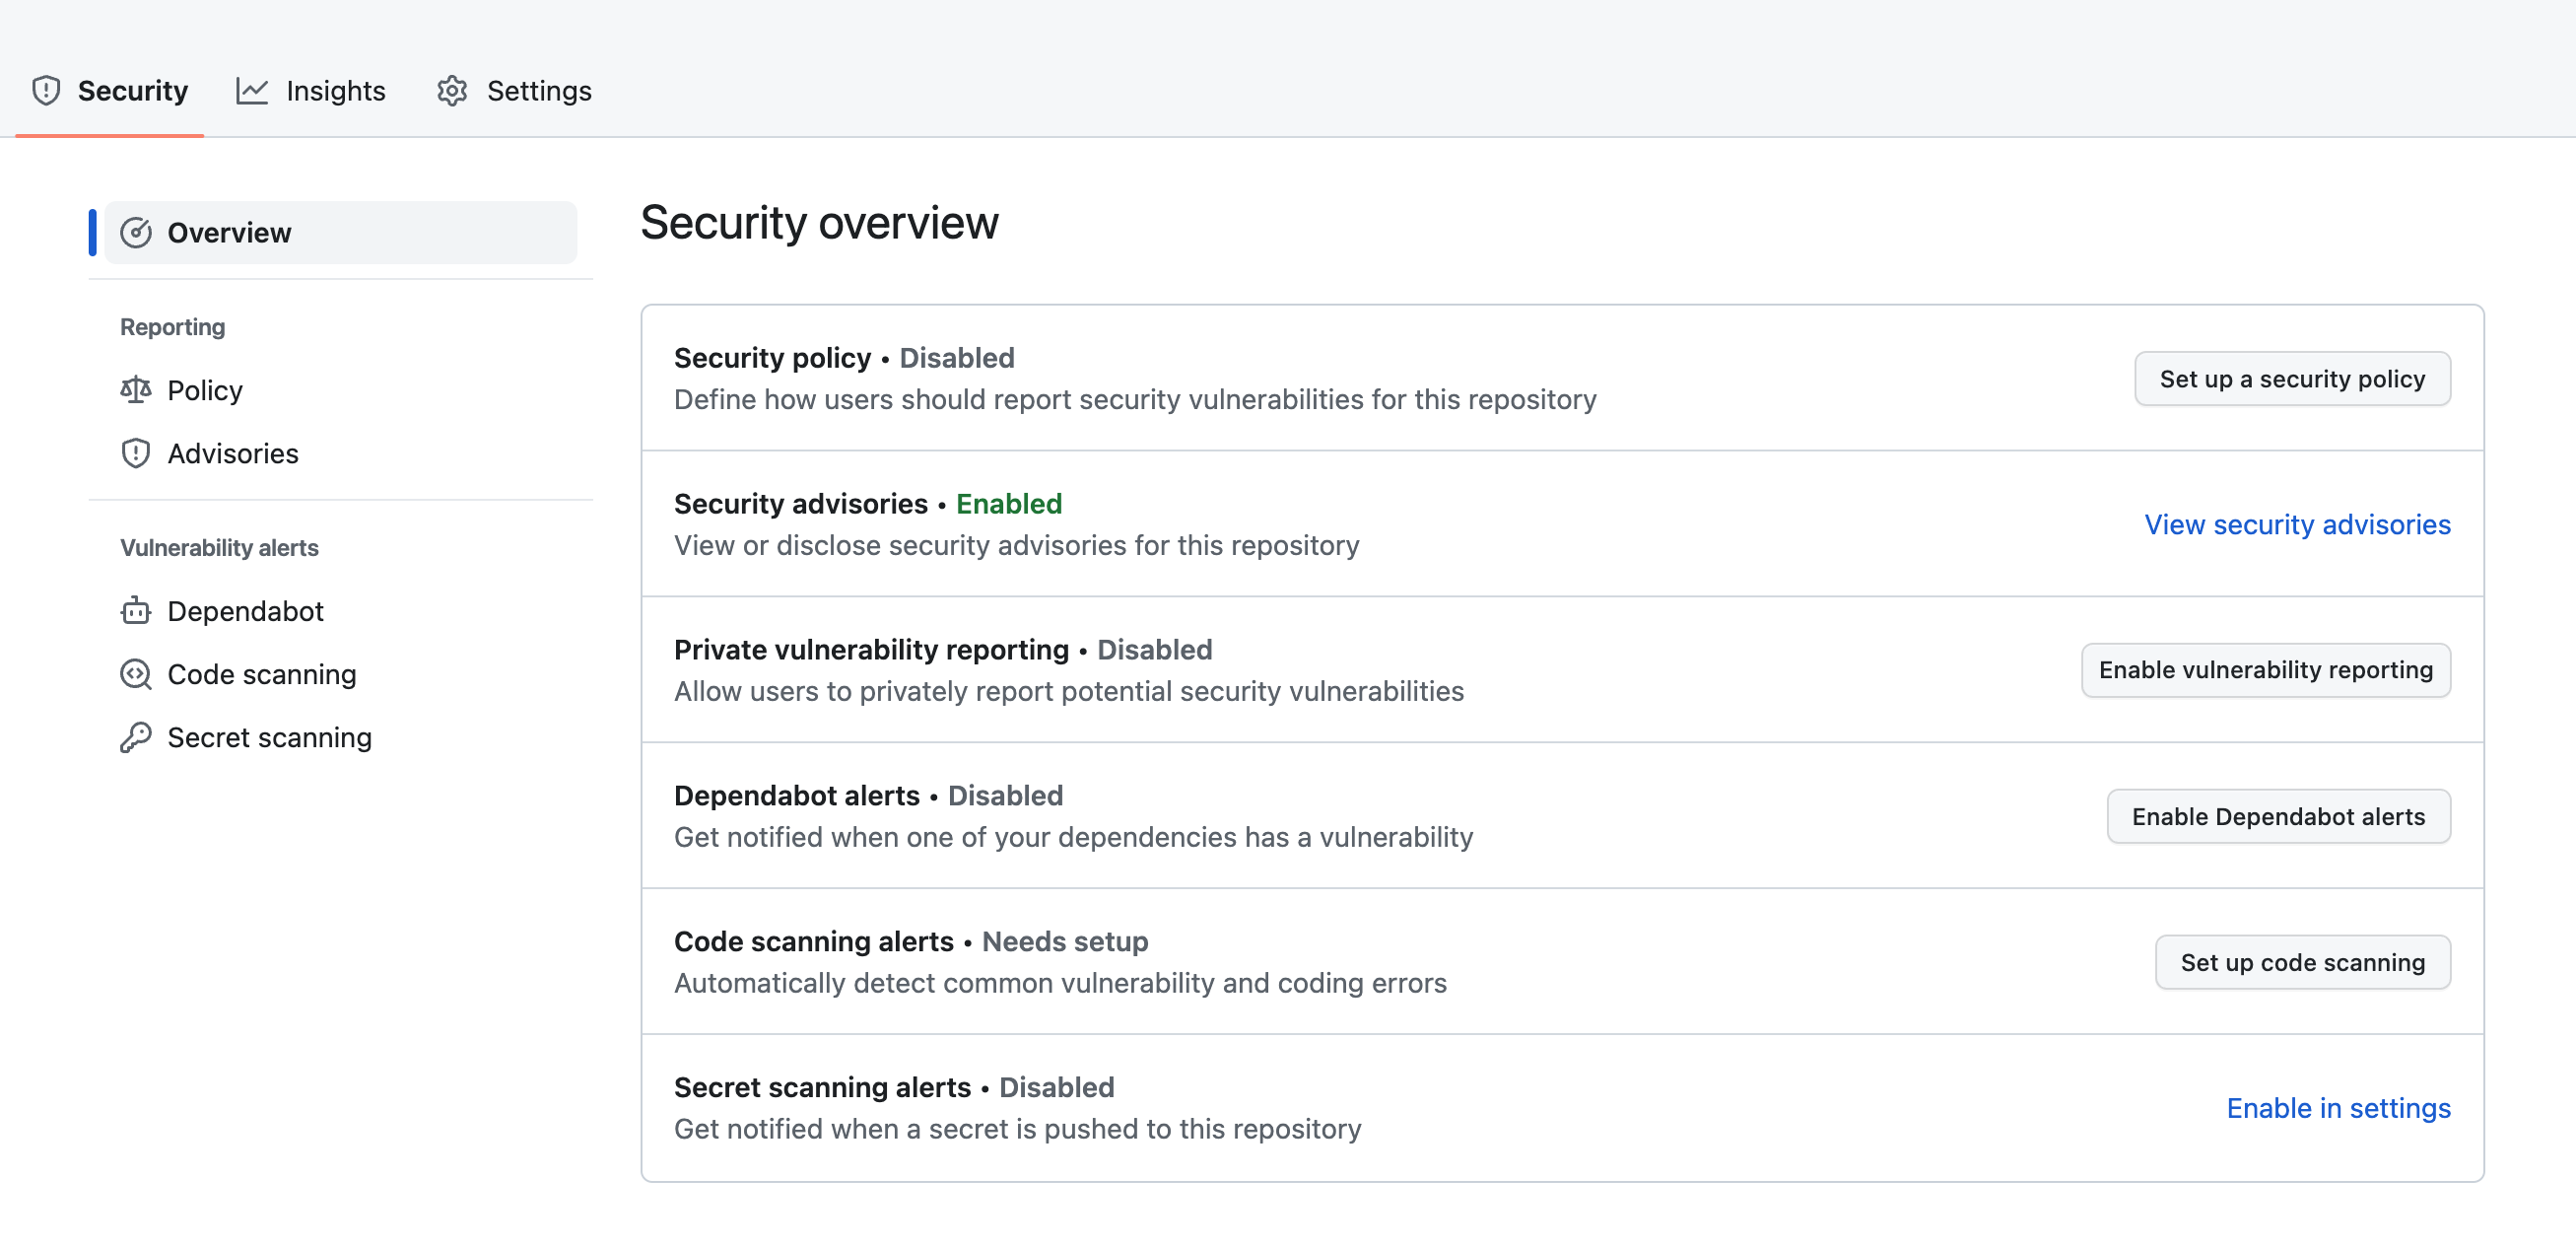 Security Insights Settings
Overview
Reporting
Policy
Advisories
Vulnerability alerts
Dependabot
Code scanning
Secret scanning
Security overview
Security policy • Disabled
Define how users should report security vulnerabilities for this repository
Set up a security policy
Security advisories • Enabled
View or disclose security advisories for this repository
View security advisories
Private vulnerability reporting • Disabled
Allow users to privately report potential security vulnerabilities
Enable vulnerability reporting
Dependabot alerts • Disabled
Get notified when one of your dependencies has a vulnerability
Enable Dependabot alerts
Code scanning alerts • Needs setup
Automatically detect common vulnerability and coding errors
Set up code scanning
Secret scanning alerts • Disabled
Get notified when a secret is pushed to this repository
Enable in settings